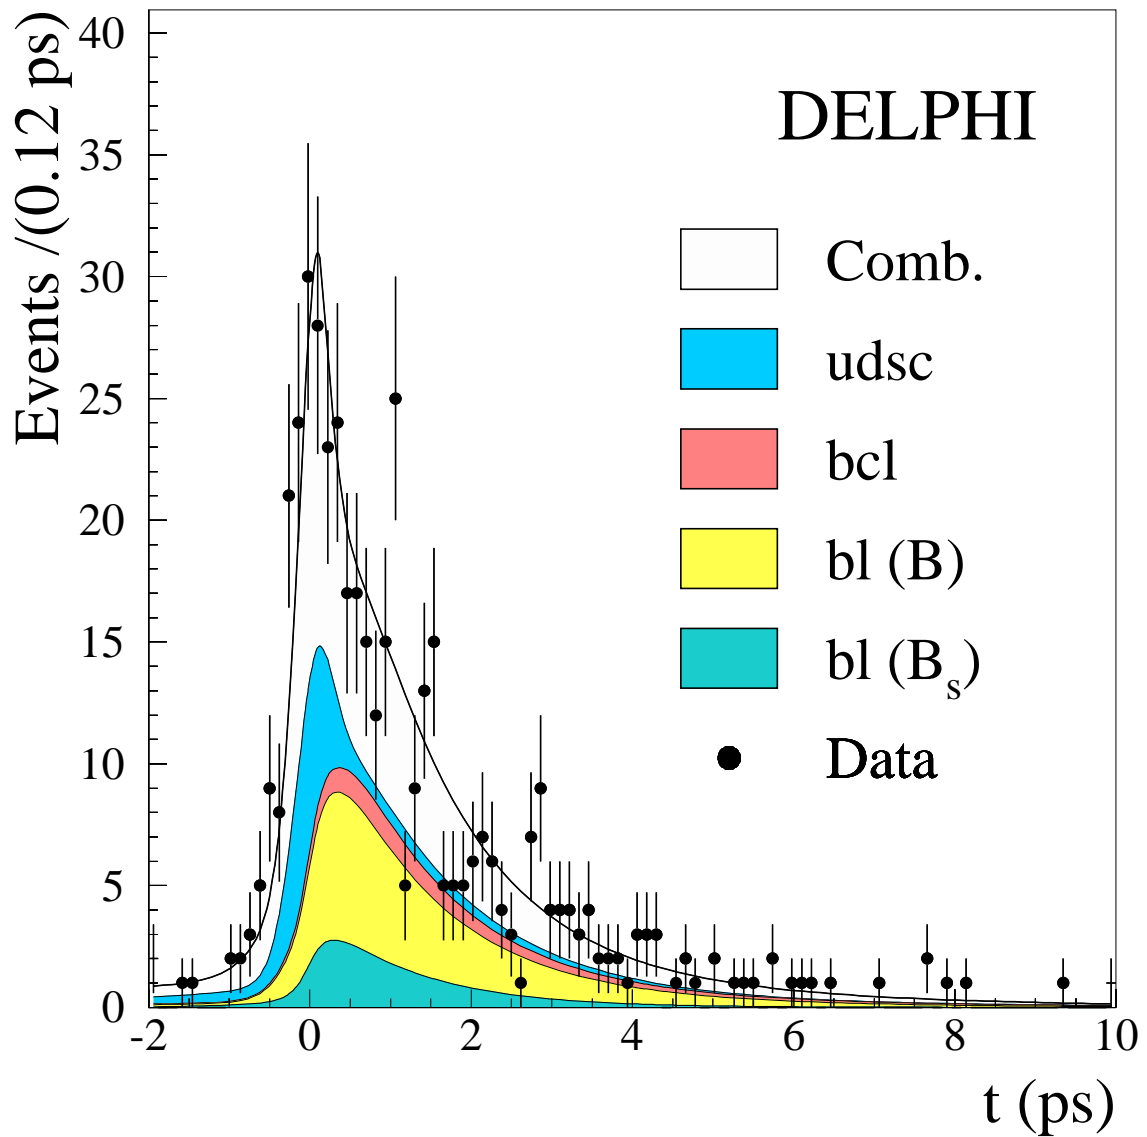 Events /(0.12 ps)
40
35
30
25
20
15
10
5
0
DELPHI
Comb.
udsc
bcl
bl (B)
bl (Bs)
Data
-2 0 2 4 6 8 10
t (ps)